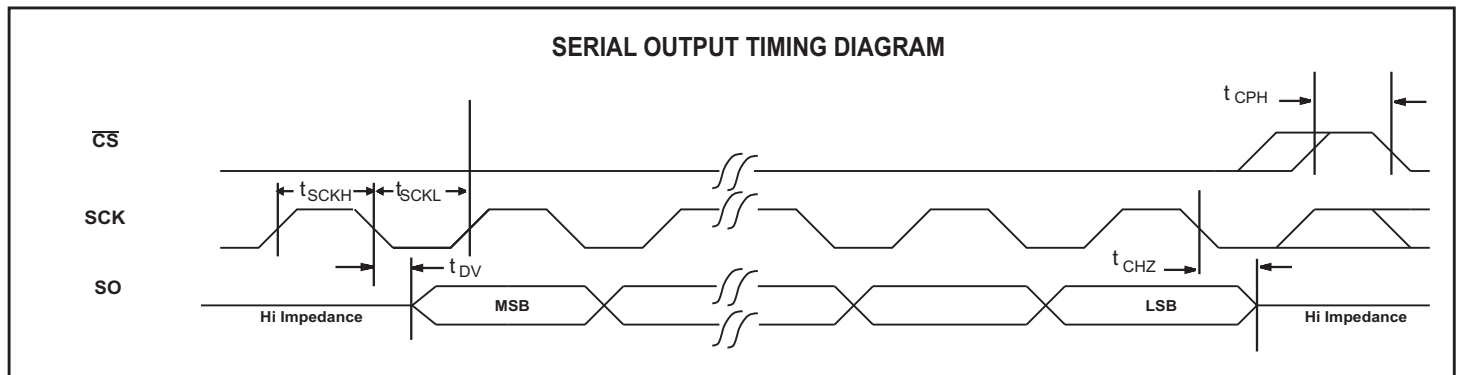 SERIAL OUTPUT TIMING DIAGRAM
t CPH
CS
t SCKH
t SCKL
SCK
t DV
t CHZ
SO
MSB
LSB
Hi Impedance
Hi Impedance